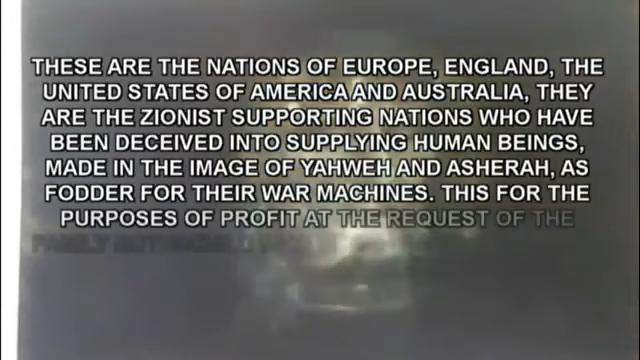 THESE ARE THE NATIONS OF EUROPE, ENGLAND, THE
UNITED STATES OF AMERICA AND AUSTRALIA, THEY
ARE THE ZIONIST SUPPORTING NATIONS WHO HAVE
BEEN DECEIVED INTO SUPPLYING HUMAN BEINGS,
MADE IN THE IMAGE OF YAHWEH AND ASHERAH, AS
FODDER FOR THEIR WAR MACHINES. THIS FOR THE
PURPOSES OF PROFIT AT THE REQUEST OF THE
FAMILY